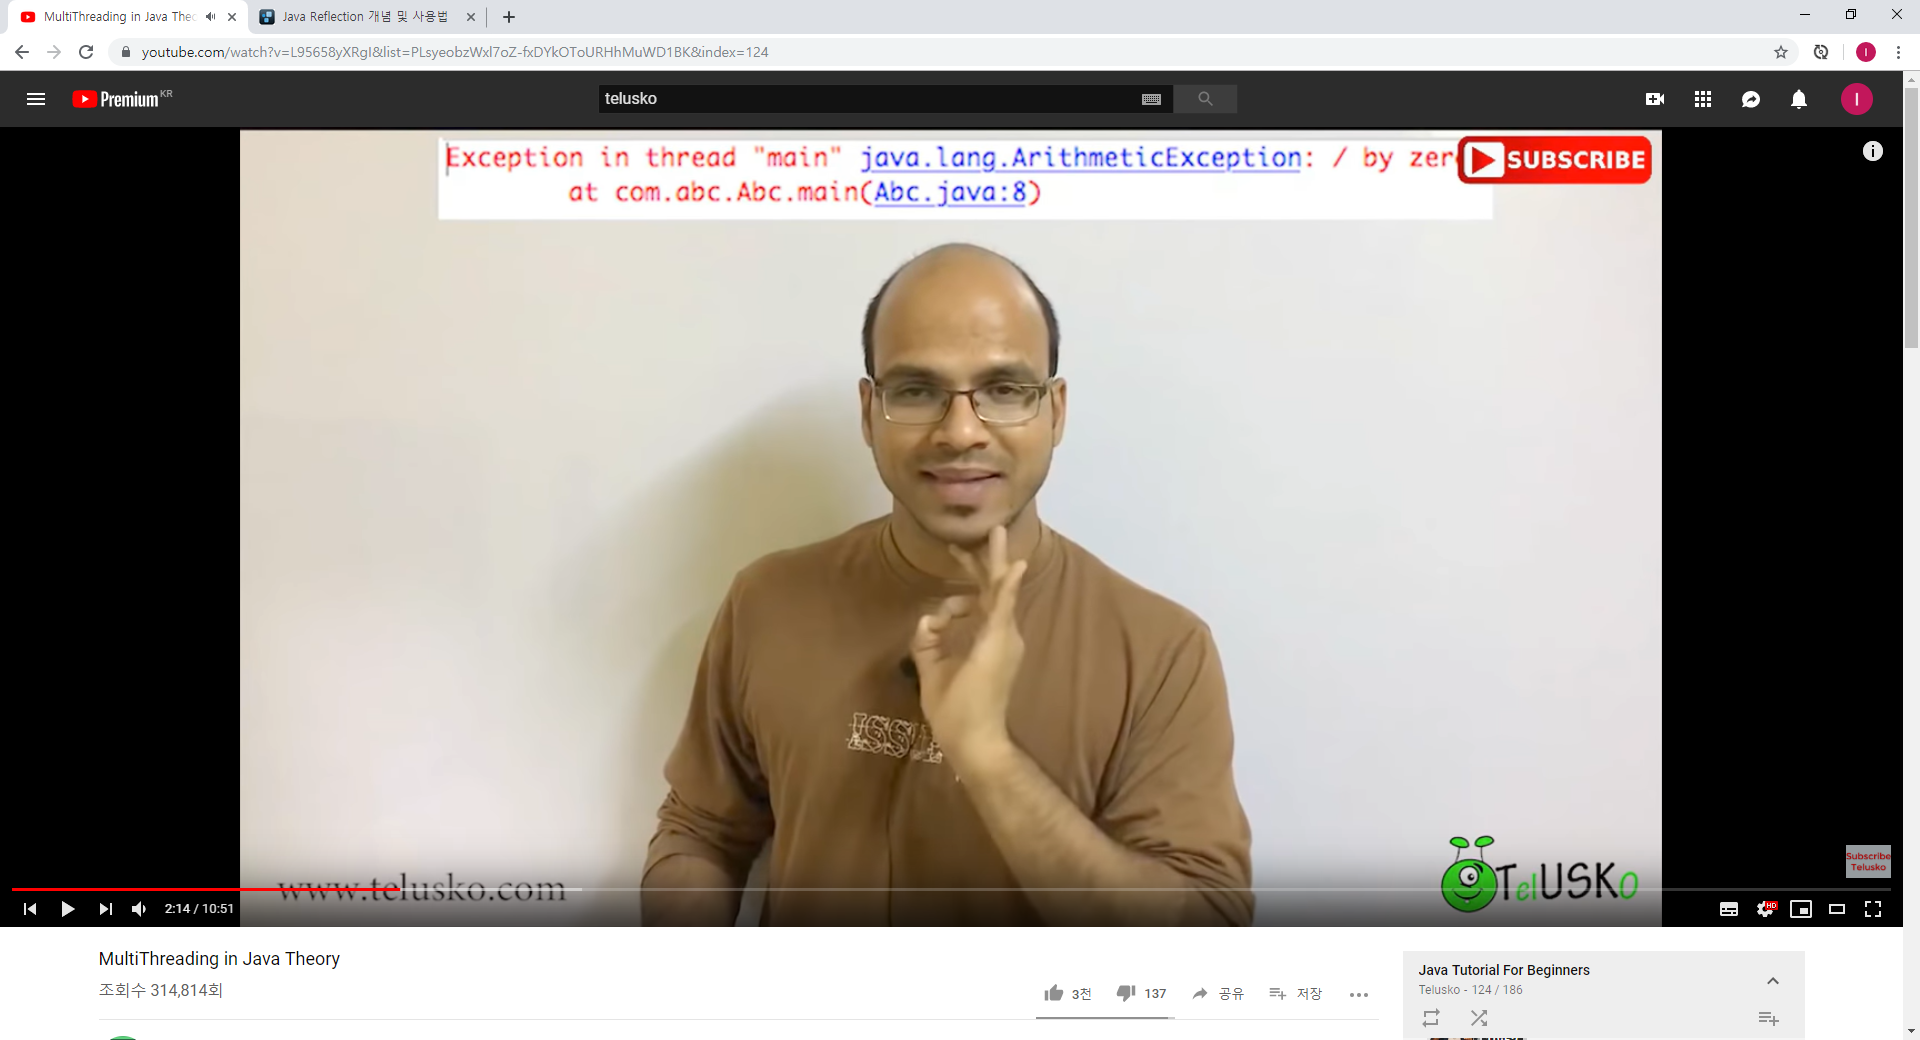 MultiThreading in Java Theo
Java Reflection 개념 및 사용법
youtube.com/watch?v=L95658yXRgI&list=PLsyeobzWxl7oZ-fxDYkOToURHhMuWD1BK&index=124
I
Premium KR
telusko
I
Exception in thread "main" java.lang.ArithmeticException: / by zer
at com.abc.Abc.main(Abc.java:8)
SUBSCRIBE
www.telusko.com
TelUSKo
Subscribe
Telusko
2:14 / 10:51
HD
MultiThreading in Java Theory
조회수 314,814회
3천
137
공유
저장
Java Tutorial For Beginners
Telusko - 124 / 186